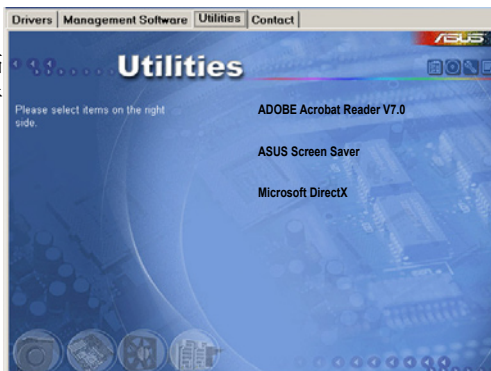 Drivers Management Software Utilities Contact
ASUS
Utilities
Please select items on the right
side.
ADOBE Acrobat Reader V7.0
ASUS Screen Saver
Microsoft DirectX